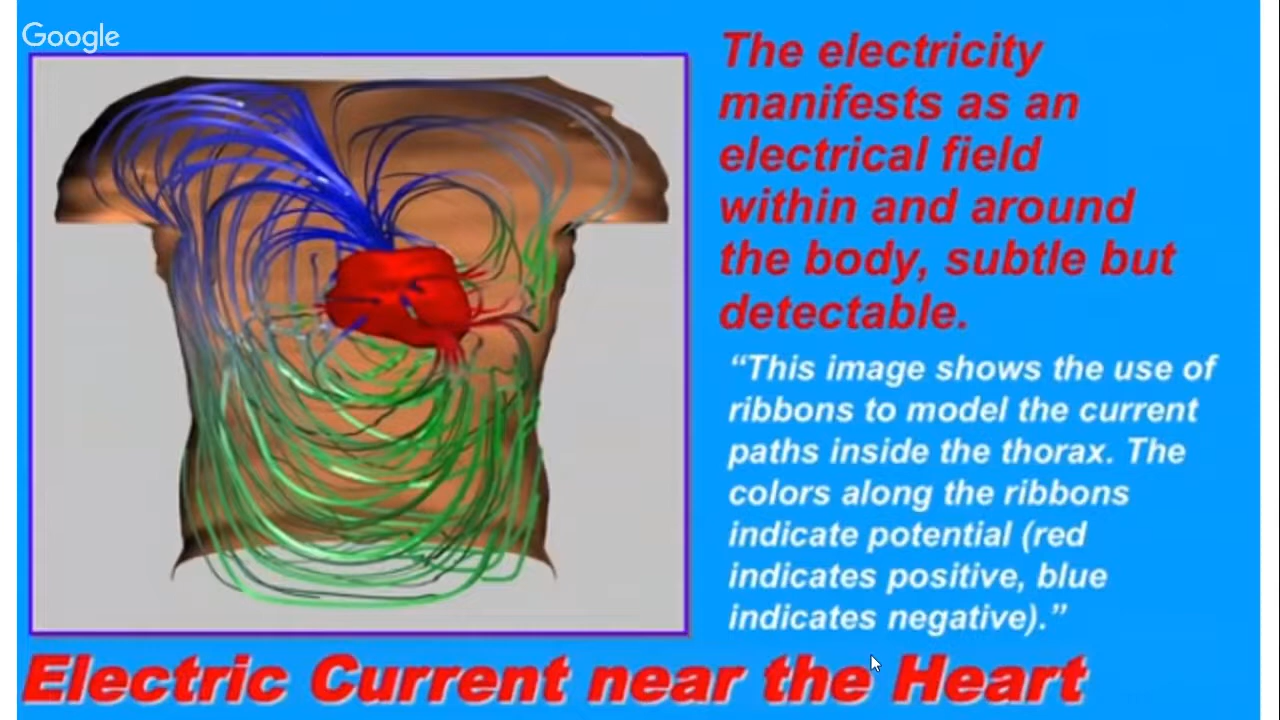 Google
The electricity
manifests as an
electrical field
within and around
the body, subtle but
detectable.
“This image shows the use of
ribbons to model the current
paths inside the thorax. The
colors along the ribbons
indicate potential (red
indicates positive, blue
indicates negative).”
Electric Current near the Heart